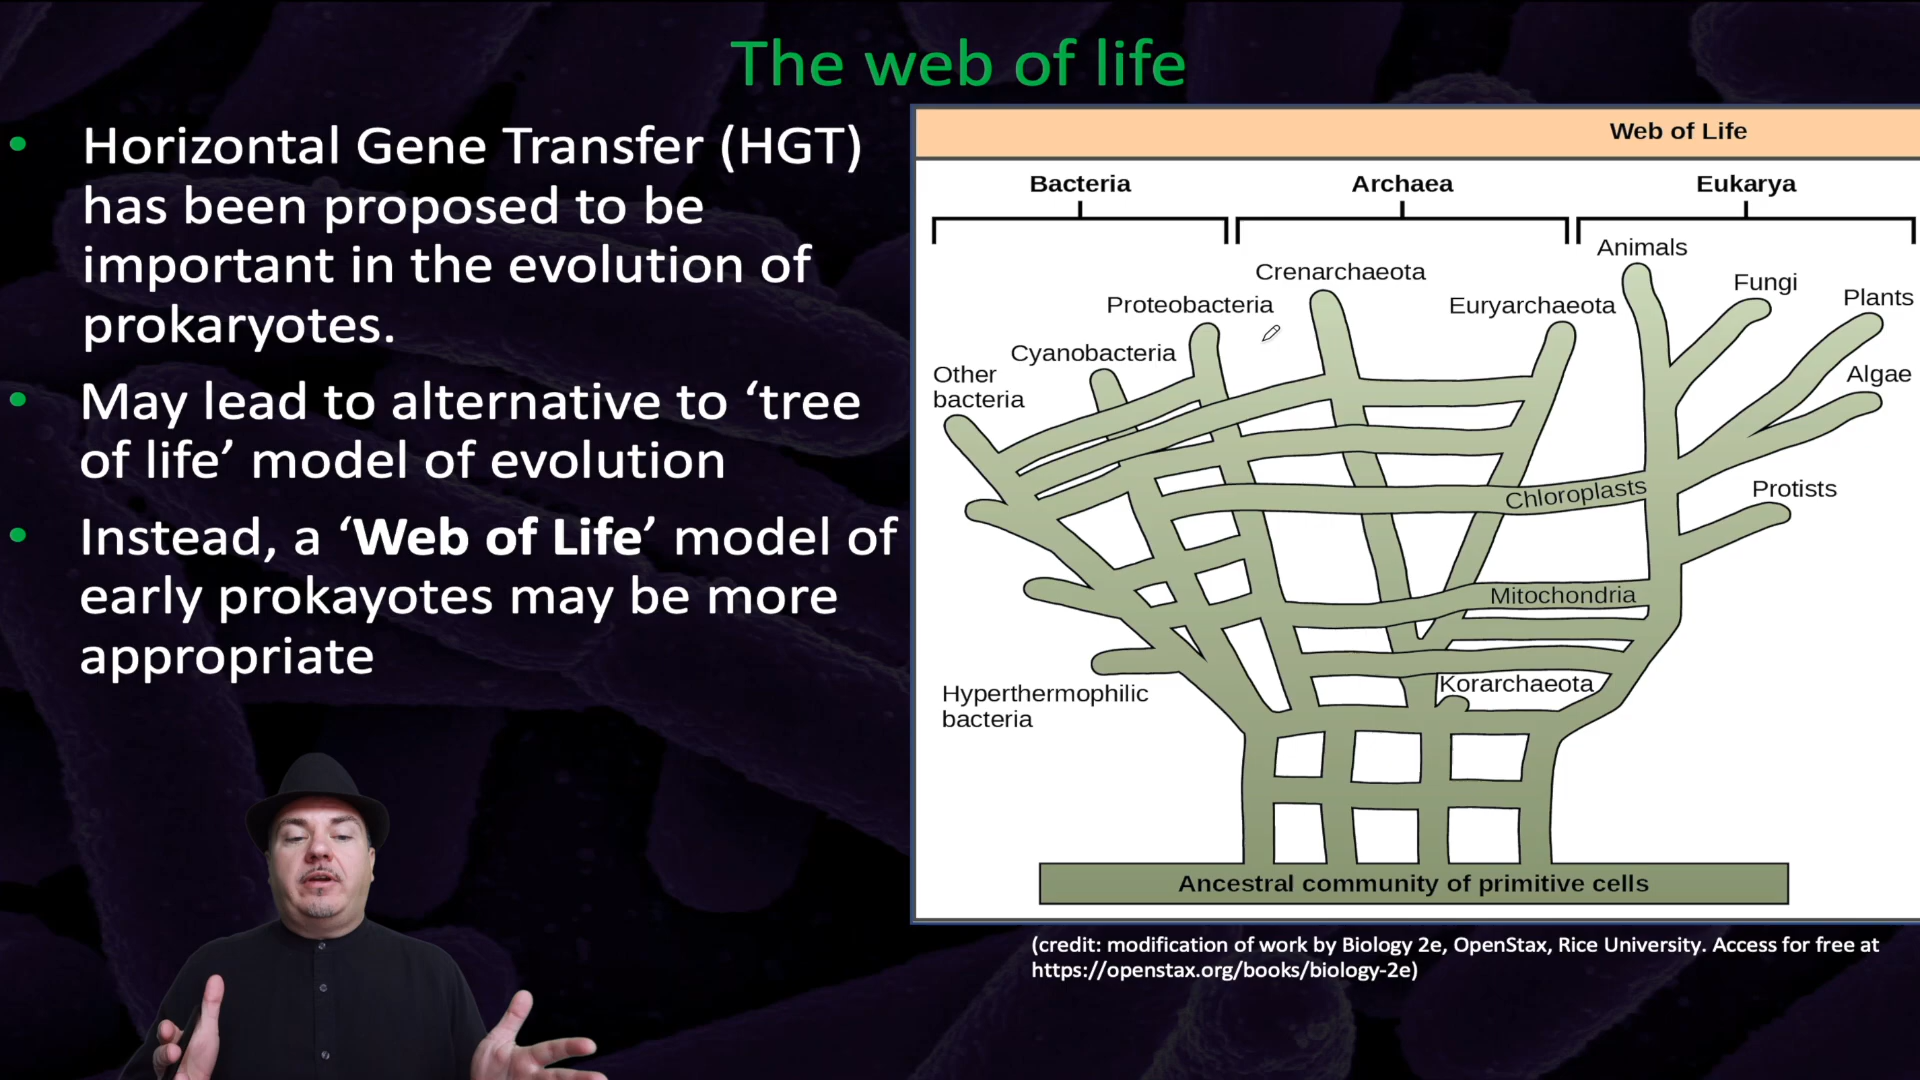 The web of life
• Horizontal Gene Transfer (HGT)
has been proposed to be
important in the evolution of
prokaryotes.
• May lead to alternative to ‘tree
of life’ model of evolution
• Instead, a ‘Web of Life’ model of
early prokayotes may be more
appropriate
Web of Life
Bacteria
Archaea
Eukarya
Animals
Crenarchaeota
Fungi
Proteobacteria
Euryarchaeota
Plants
Cyanobacteria
Other
bacteria
Algae
Chloroplasts
Protists
Mitochondria
Korarchaeota
Hyperthermophilic
bacteria
Ancestral community of primitive cells
(credit: modification of work by Biology 2e, OpenStax, Rice University. Access for free at
https://openstax.org/books/biology-2e)